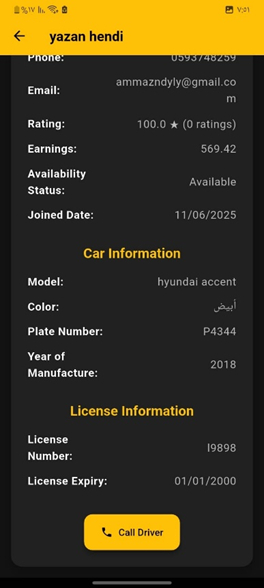 ٧:٥١
%١٧
yazan hendi
Phone: 0593748259
Email: ammazndyly@gmail.co
m
Rating: 100.0 ★ (0 ratings)
Earnings: 569.42
Availability
Status: Available
Joined Date: 11/06/2025
Car Information
Model: hyundai accent
Color: أبيض
Plate Number: P4344
Year of
Manufacture: 2018
License Information
License
Number: l9898
License Expiry: 01/01/2000
Call Driver